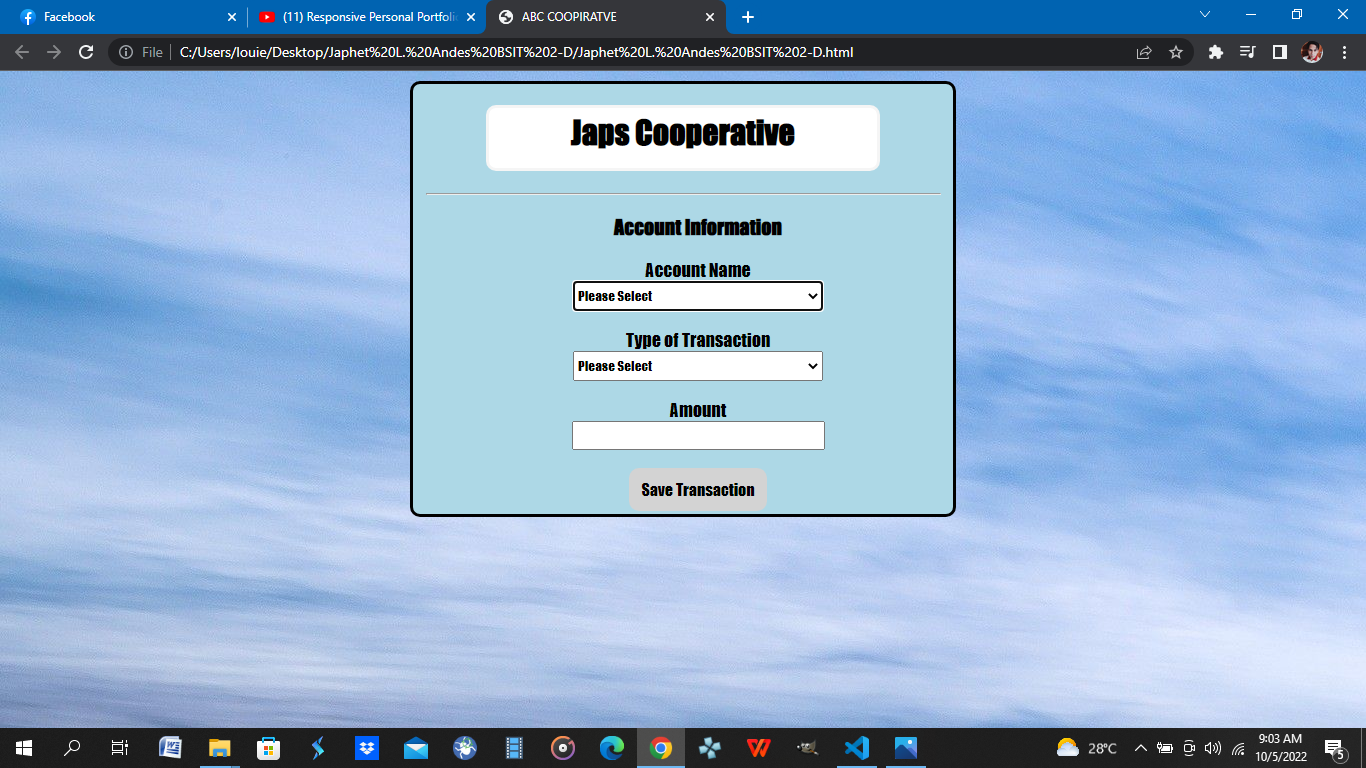 Facebook
(11) Responsive Personal Portfolio
ABC COOPIRATVE
File
C:/Users/louie/Desktop/Japhet%20L.%20Andes%20BSIT%202-D/Japhet%20L.%20Andes%20BSIT%202-D.html
Japs Cooperative
Account Information
Account Name
Please Select
Type of Transaction
Please Select
Amount
Save Transaction
28°C
9:03 AM
10/5/2022
5